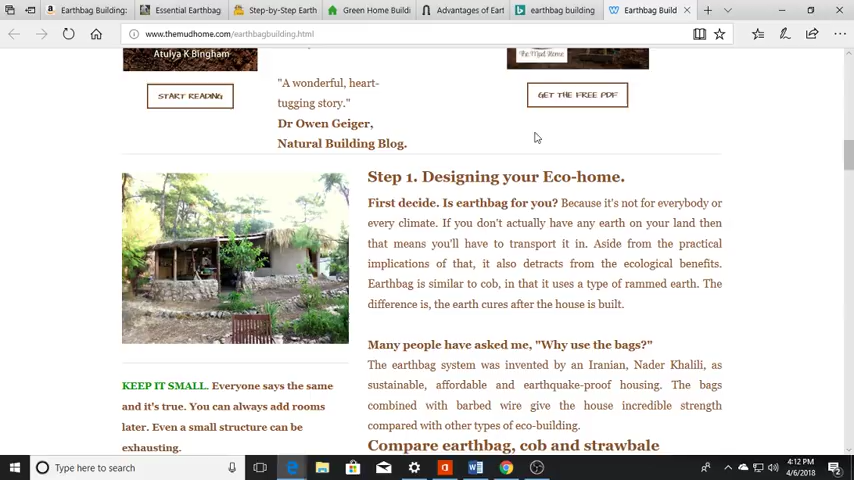 Earthbag Building:
Essential Earthbag
Step-by-Step Earth
Green Home Buildi
Advantages of Eart
earthbag building
Earthbag Build
www.themudhome.com/earthbagbuilding.html
Atulya K Bingham
The Mud Home
START READING
"A wonderful, heart-
tugging story."
Dr Owen Geiger,
Natural Building Blog.
GET THE FREE PDF
Step 1. Designing your Eco-home.
First decide. Is earthbag for you? Because it's not for everybody or
every climate. If you don't actually have any earth on your land then
that means you'll have to transport it in. Aside from the practical
implications of that, it also detracts from the ecological benefits.
Earthbag is similar to cob, in that it uses a type of rammed earth. The
difference is, the earth cures after the house is built.
Many people have asked me, "Why use the bags?"
The earthbag system was invented by an Iranian, Nader Khalili, as
sustainable, affordable and earthquake-proof housing. The bags
combined with barbed wire give the house incredible strength
compared with other types of eco-building.
Compare earthbag, cob and strawbale
KEEP IT SMALL. Everyone says the same
and it's true. You can always add rooms
later. Even a small structure can be
exhausting.
Type here to search
4:12 PM
4/6/2018
2